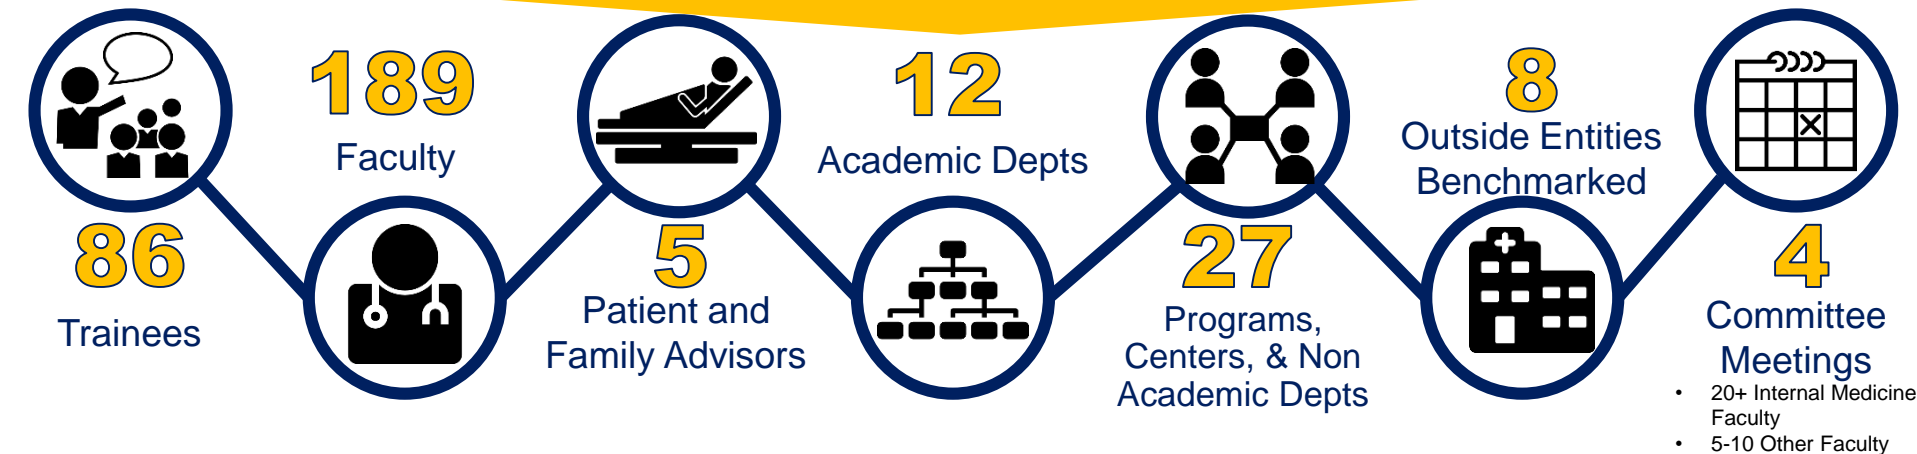 86
Trainees
189
Faculty
5
Patient and
Family Advisors
12
Academic Depts
27
Programs,
Centers, & Non
Academic Depts
8
Outside Entities
Benchmarked
4
Committee
Meetings
• 20+ Internal Medicine
Faculty
• 5-10 Other Faculty